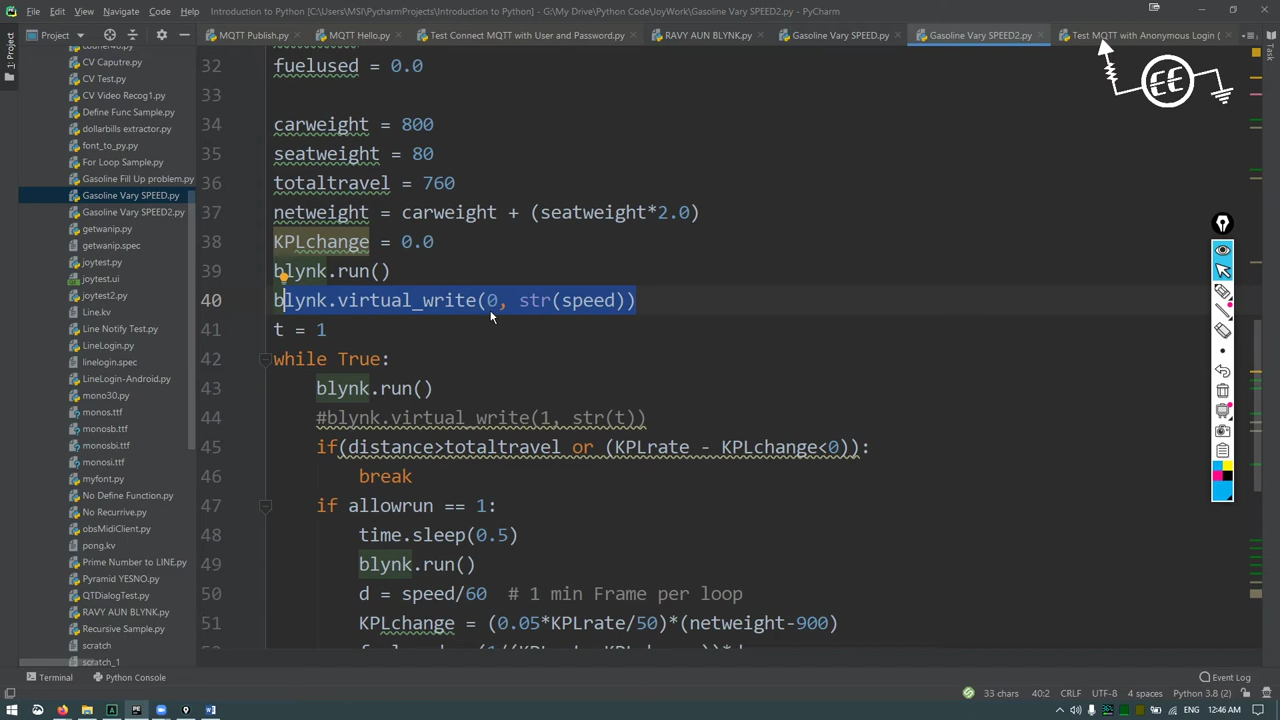 File Edit View Navigate Code Refactor Run Tools VCS Window Help Introduction to Python [C:\Users\MSI\PycharmProjects\Introduction to Python] - G:\My Drive\Python Code\JoyWork\Gasoline Vary SPEED2.py - PyCharm
Project
MQTT Publish.py MQTT Hello.py Test Connect MQTT with User and Password.py RAVY AUN BLYNK.py Gasoline Vary SPEED.py Gasoline Vary SPEED2.py Test MQTT with Anonymous Login (
1: Project
Task
CV Caputre.py
CV Test.py
CV Video Recog1.py
Define Func Sample.py
dollarbills extractor.py
font_to_py.py
For Loop Sample.py
Gasoline Fill Up problem.py
Gasoline Vary SPEED.py
Gasoline Vary SPEED2.py
getwanip.py
getwanip.spec
joytest.py
joytest.ui
joytest2.py
Line.kv
Line Notify Test.py
LineLogin.py
linelogin.spec
LineLogin-Android.py
mono30.py
monos.ttf
monosb.ttf
monosbi.ttf
monosi.ttf
myfont.py
No Define Function.py
No Recurrive.py
obsMidiClient.py
pong.kv
Prime Number to LINE.py
Pyramid YESNO.py
QTDialogTest.py
RAVY AUN BLYNK.py
Recursive Sample.py
scratch
scratch_1
32 fuelused = 0.0
33
34 carweight = 800
35 seatweight = 80
36 totaltravel = 760
37 netweight = carweight + (seatweight*2.0)
38 KPLchange = 0.0
39 blynk.run()
40 blynk.virtual_write(0, str(speed))
41 t = 1
42 while True:
43 blynk.run()
44 #blynk.virtual_write(1, str(t))
45 if(distance>totaltravel or (KPLrate - KPLchange<0)):
46 break
47 if allowrun == 1:
48 time.sleep(0.5)
49 blynk.run()
50 d = speed/60 # 1 min Frame per loop
51 KPLchange = (0.05*KPLrate/50)*(netweight-900)
EE
Terminal Python Console
Event Log
33 chars 40:2 CRLF UTF-8 4 spaces Python 3.8 (2)
12:46 AM